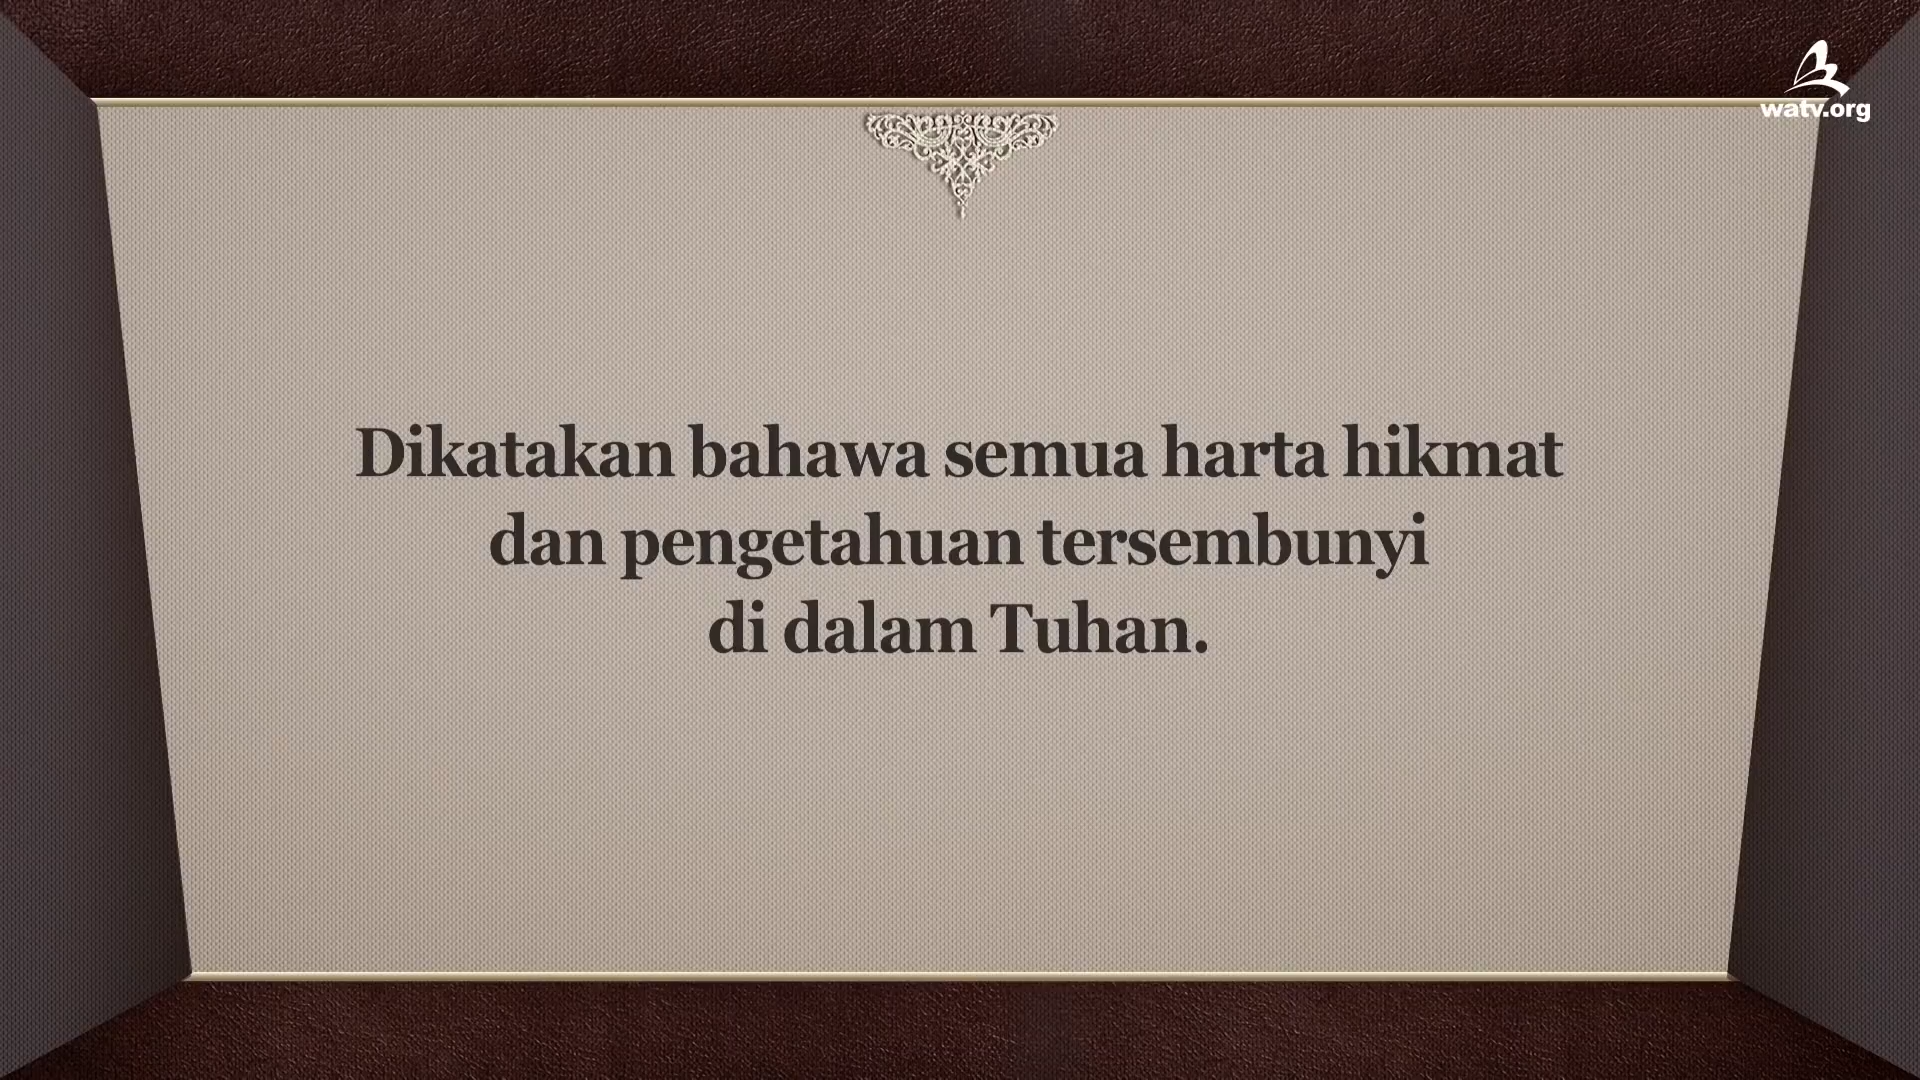 watv.org
Dikatakan bahawa semua harta hikmat
dan pengetahuan tersembunyi
di dalam Tuhan.